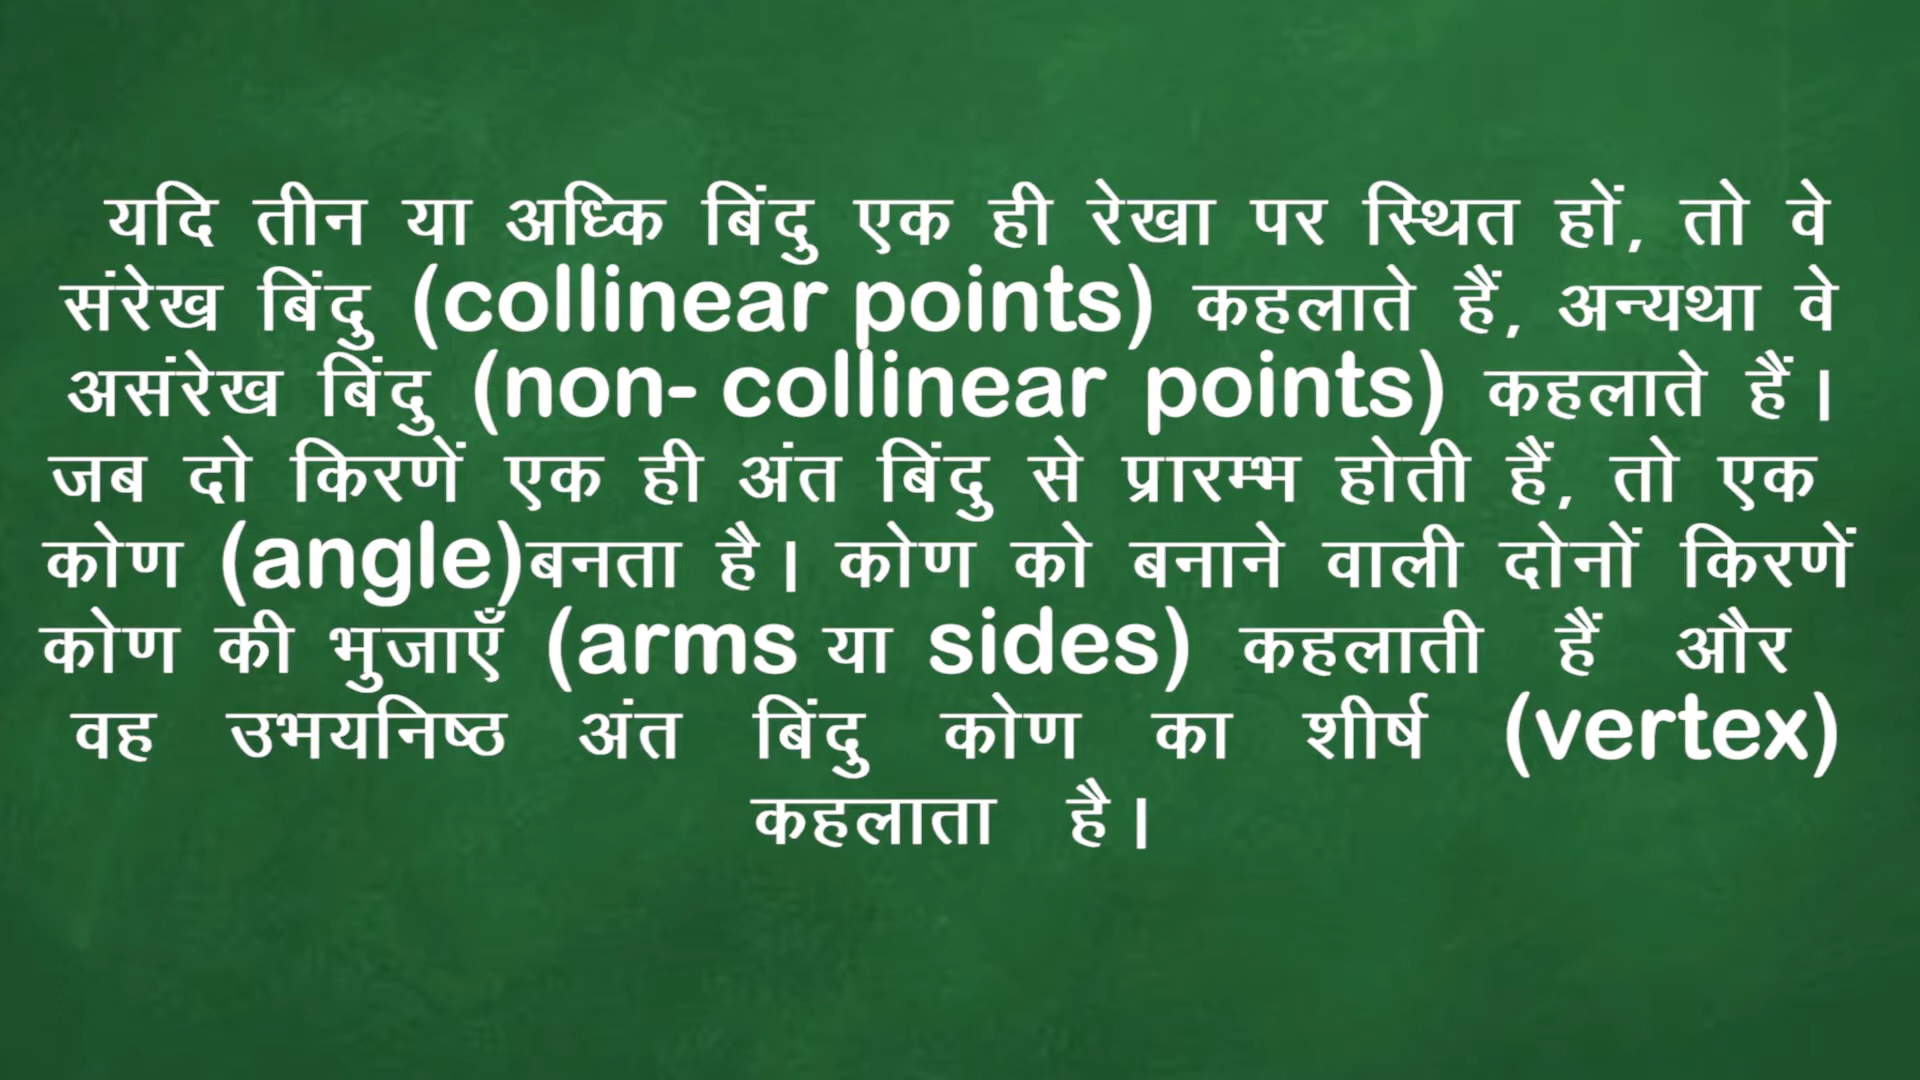 यदि तीन या अध्कि बिंदु एक ही रेखा पर स्थित हों, तो वे
संरेख बिंदु (collinear points) कहलाते हैं, अन्यथा वे
असंरेख बिंदु (non- collinear points) कहलाते हैं।
जब दो किरणें एक ही अंत बिंदु से प्रारम्भ होती हैं, तो एक
कोण (angle)बनता है। कोण को बनाने वाली दोनों किरणें
कोण की भुजाएँ (arms या sides) कहलाती हैं और
वह उभयनिष्ठ अंत बिंदु कोण का शीर्ष (vertex)
कहलाता है।